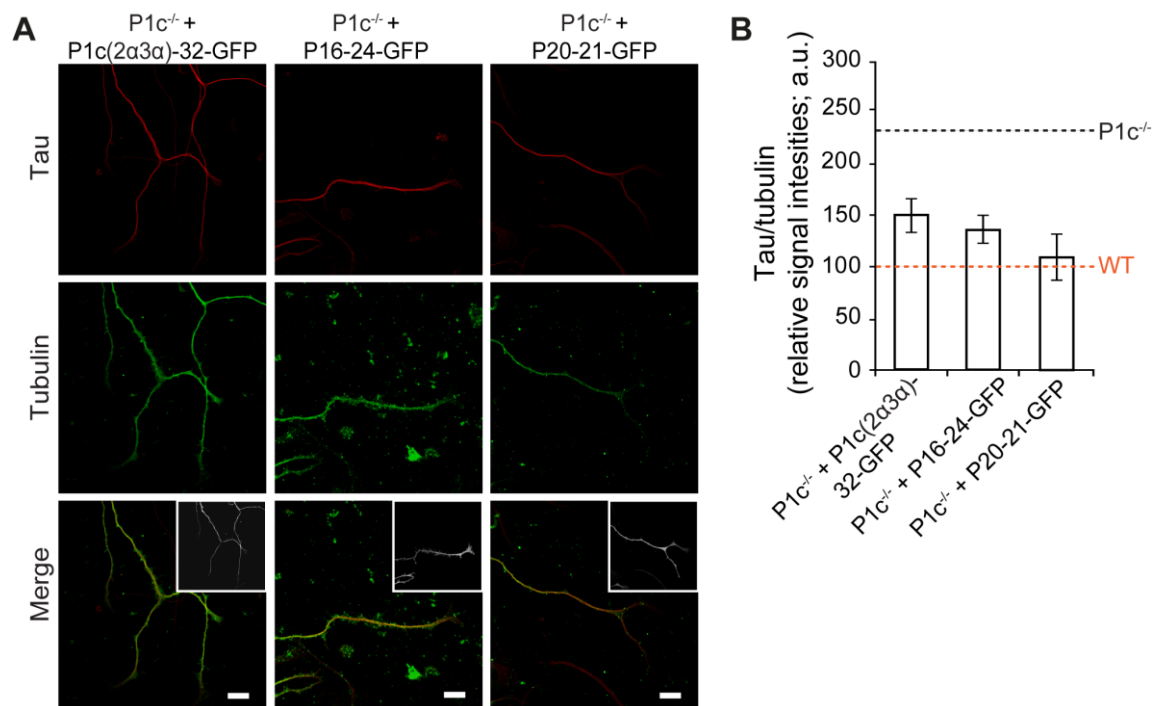 A
P1c-/- +
P1c(2α3α)-32-GFP
P1c-/- +
P16-24-GFP
P1c-/- +
P20-21-GFP
Tau
Tubulin
Merge
B
Tau/tubulin
(relative signal intesities; a.u.)
300
250
200
150
100
50
0
P1c-/-
WT
P1c-/- + P1c(2α3α)-
32-GFP
P1c-/- + P16-24-GFP
P1c-/- + P20-21-GFP